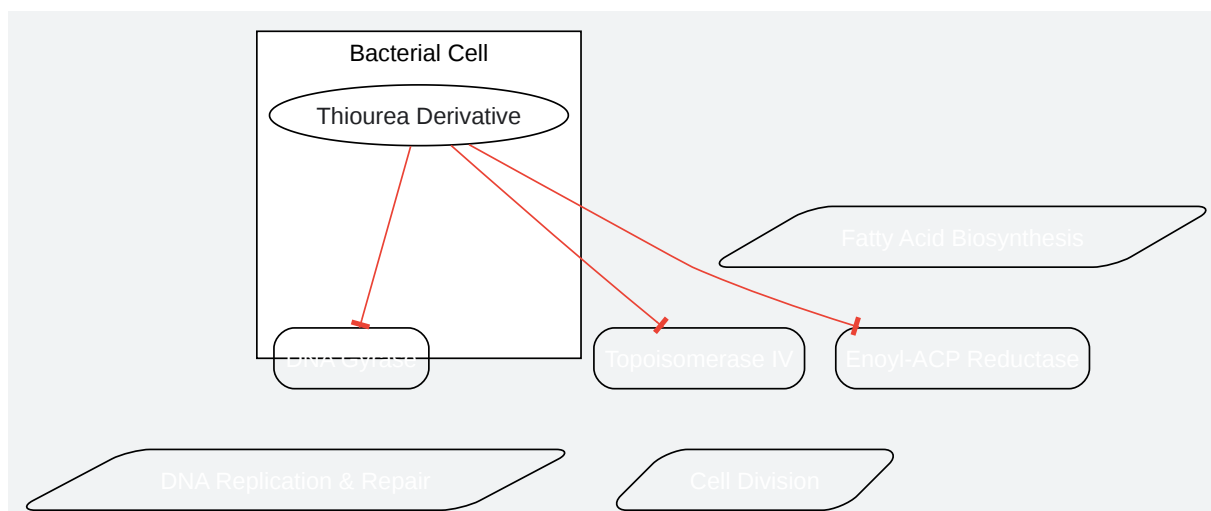 Bacterial Cell
Thiourea Derivative
Fatty Acid Biosynthesis
DNA Gyrase
Topoisomerase IV
Enoyl-ACP Reductase
DNA Replication & Repair
Cell Division